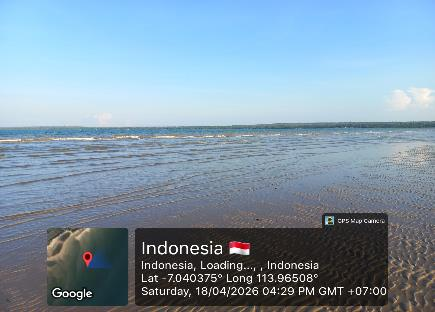 GPS Map Camera
Indonesia 🇮🇩
Indonesia, Loading..., , Indonesia
Lat -7.040375° Long 113.96508°
Saturday, 18/04/2026 04:29 PM GMT +07:00
Google